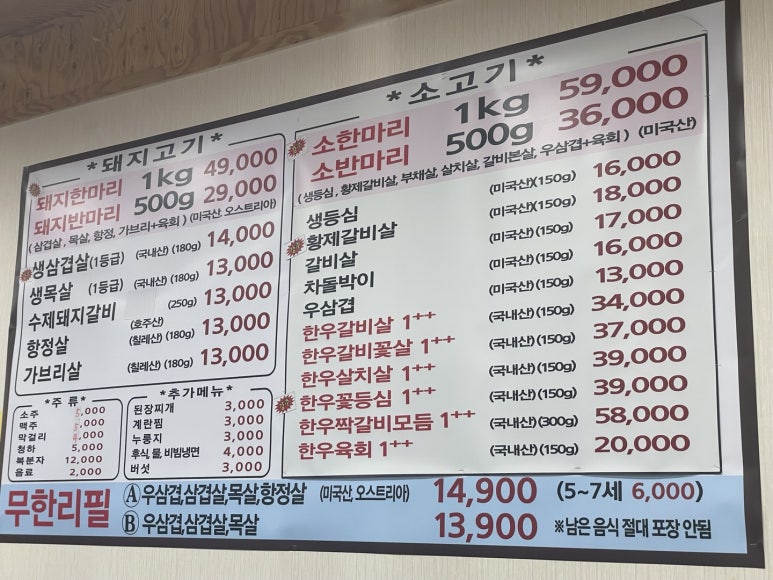 *돼지고기*
돼지한마리 1kg 49,000
돼지반마리 500g 29,000
( 삼겹살 , 목살, 항정, 가브리+육회 ) (미국산, 오스트리아)
생삼겹살(1등급) (국내산) (180g) 14,000
생목살 (1등급) (국내산) (180g) 13,000
수제돼지갈비 (250g) 13,000
항정살 (호주산) (칠레산) (180g) 13,000
가브리살 (칠레산) (180g) 13,000
*주 류*
소주 5,000
맥주 5,000
막걸리 4,000
청하 5,000
복분자 12,000
음료 2,000
*추가메뉴*
된장찌개 3,000
계란찜 3,000
누룽지 3,000
후식, 물, 비빔냉면 4,000
버섯 3,000
*소고기*
소한마리 1kg 59,000
소반마리 500g 36,000
( 생등심, 황제갈비살, 부채살, 살치살, 갈비본살, 우삼겹+육회 ) (미국산)
생등심 (미국산)(150g) 16,000
황제갈비살 (미국산)(150g) 18,000
갈비살 (미국산) (150g) 17,000
차돌박이 (미국산) (150g) 16,000
우삼겹 (미국산) (150g) 13,000
한우갈비살 1++ (국내산) (150g) 34,000
한우갈비꽃살 1++ (국내산) (150g) 37,000
한우살치살 1++ (국내산) (150g) 39,000
한우꽃등심 1++ (국내산) (150g) 39,000
한우짝갈비모듬 1++ (국내산) (300g) 58,000
한우육회 1++ (국내산) (150g) 20,000
무한리필
Ⓐ 우삼겹,삼겹살,목살,항정살 (미국산, 오스트리아) 14,900 (5~7세 6,000)
Ⓑ 우삼겹,삼겹살,목살 13,900 ※남은 음식 절대 포장 안됨